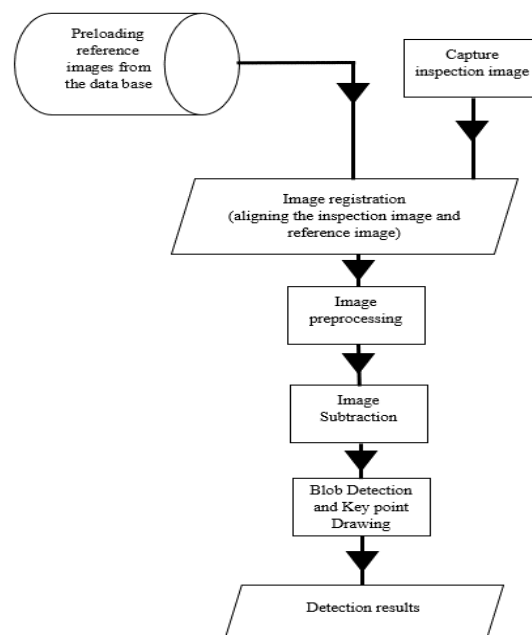 Preloading
reference
images from
the data base
Capture
inspection image
Image registration
(aligning the inspection image and
reference image)
Image
preprocessing
Image
Subtraction
Blob Detection
and Key point
Drawing
Detection results